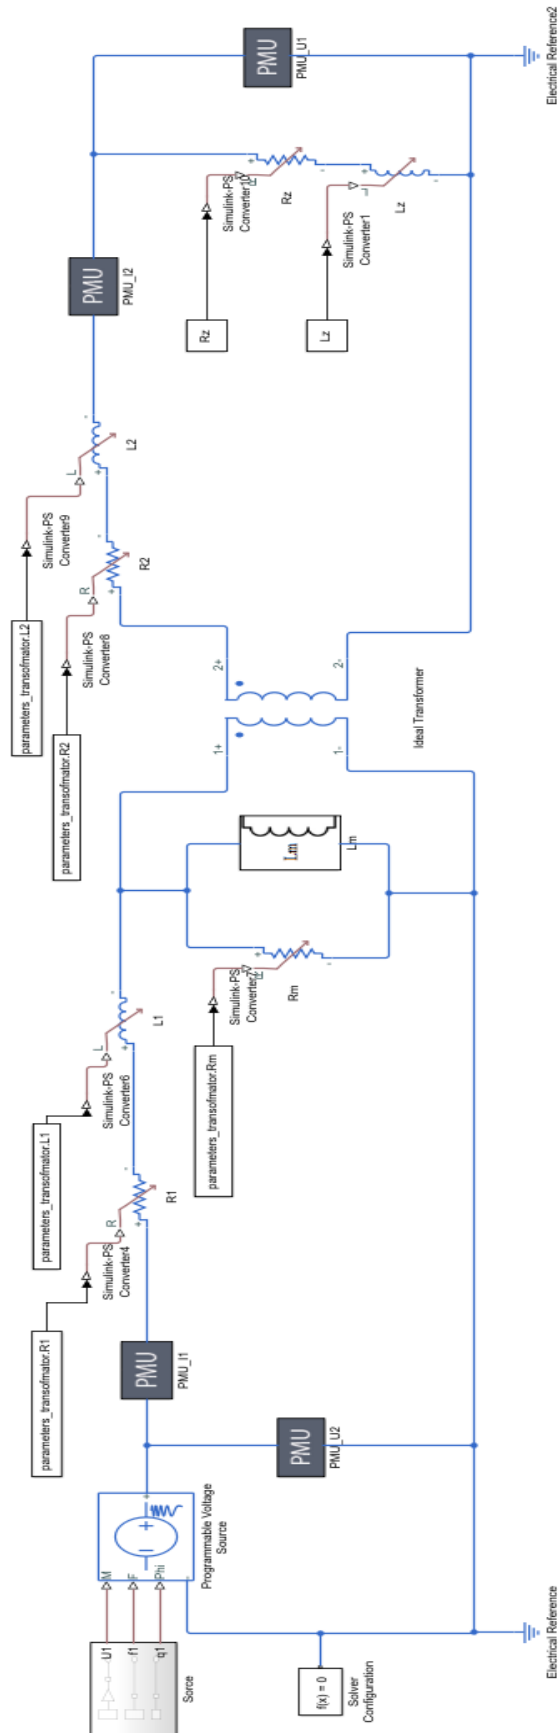 Sorce
U1
f1
q1
M
F
Phi
+
-
Programmable Voltage
Source
f(x) = 0
Solver
Configuration
Electrical Reference
PMU
PMU_U2
PMU
PMU_I1
parameters_transofmator.R1
Simulink-PS
Converter4
R
+
-
R1
parameters_transofmator.L1
Simulink-PS
Converter6
L
+
-
L1
parameters_transofmator.Rm
Simulink-PS
Converter7
R
+
-
Rm
Lm
Lm
1+
1-
2+
2-
Ideal Transformer
parameters_transofmator.R2
Simulink-PS
Converter8
R
+
-
R2
parameters_transofmator.L2
Simulink-PS
Converter9
L
+
-
L2
PMU
PMU_I2
Rz
Simulink-PS
Converter10
R
+
-
Rz
Lz
Simulink-PS
Converter1
L
+
-
Lz
PMU
PMU_U1
Electrical Reference2